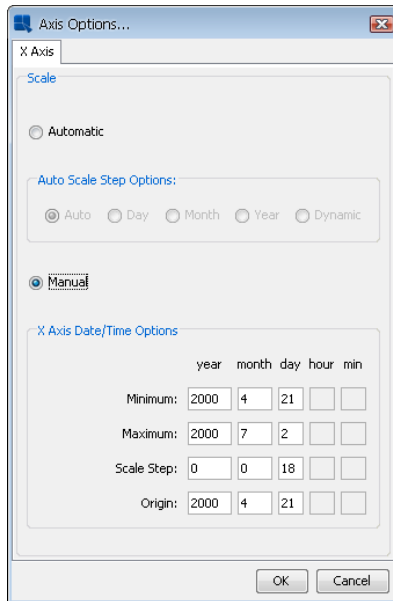 Axis Options...
X Axis
Scale
Automatic
Auto Scale Step Options:
Auto Day Month Year Dynamic
Manual
X Axis Date/Time Options
year month day hour min
Minimum: 2000 4 21
Maximum: 2000 7 2
Scale Step: 0 0 18
Origin: 2000 4 21
OK Cancel